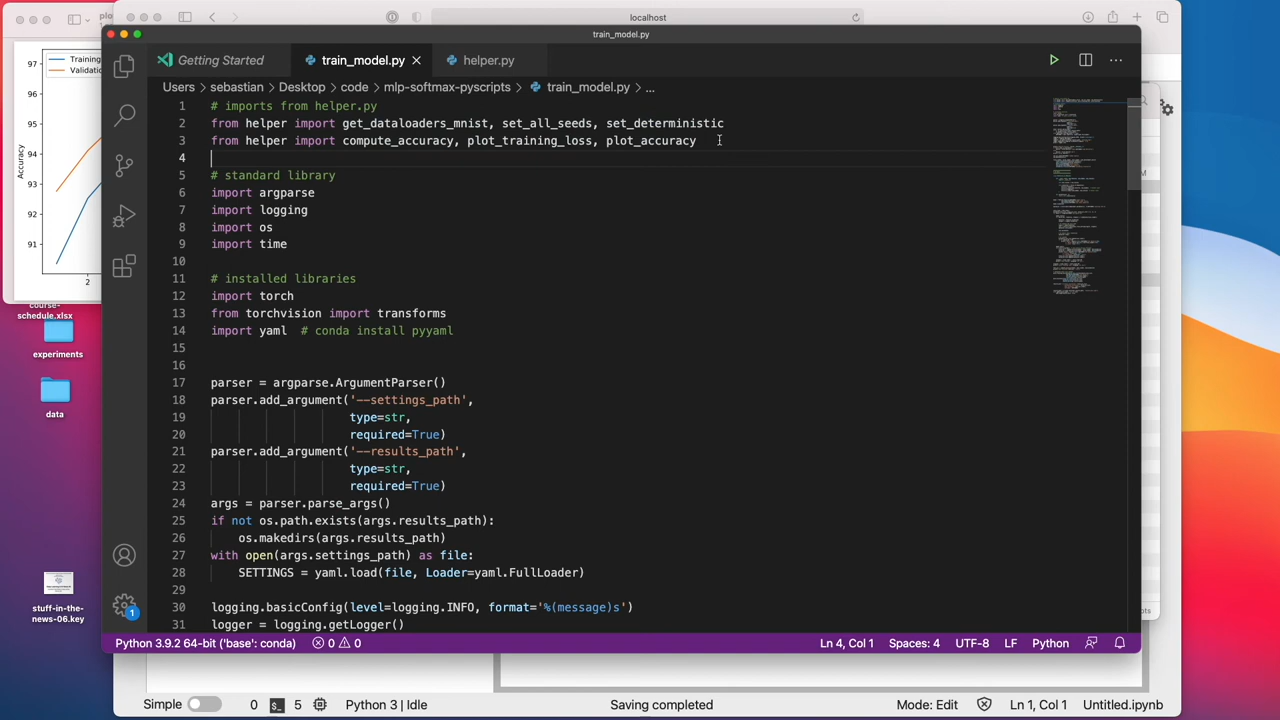 plo
localhost
train_model.py
Getting Started
train_model.py
helper.py
Users > sebastian > Desktop > code > mlp-softmax-pyscripts > train_model.py > ...
1 # imports from helper.py
2 from helper import get_dataloaders_mnist, set_all_seeds, set_deterministic
3 from helper import compute_accuracy, plot_training_loss, plot_accuracy
4
5 # standard library
6 import argparse
7 import logging
8 import os
9 import time
10
11 # installed libraries
12 import torch
13 from torchvision import transforms
14 import yaml  # conda install pyyaml
15
16
17 parser = argparse.ArgumentParser()
18 parser.add_argument('--settings_path',
19 type=str,
20 required=True)
21 parser.add_argument('--results_path',
22 type=str,
23 required=True)
24 args = parser.parse_args()
25 if not os.path.exists(args.results_path):
26 os.makedirs(args.results_path)
27 with open(args.settings_path) as file:
28 SETTINGS = yaml.load(file, Loader=yaml.FullLoader)
29
30 logging.basicConfig(level=logging.INFO, format='%(message)s')
31 logger = logging.getLogger()
1
Python 3.9.2 64-bit ('base': conda) 0 0 Ln 4, Col 1 Spaces: 4 UTF-8 LF Python
Training
Validatio
97
96
95
94
93
92
91
Accuracy
2
course-
schedule.xlsx
experiments
data
stuff-in-the-
news-06.key
M
ots
Simple 0 5 Python 3 | Idle Saving completed Mode: Edit Ln 1, Col 1 Untitled.ipynb